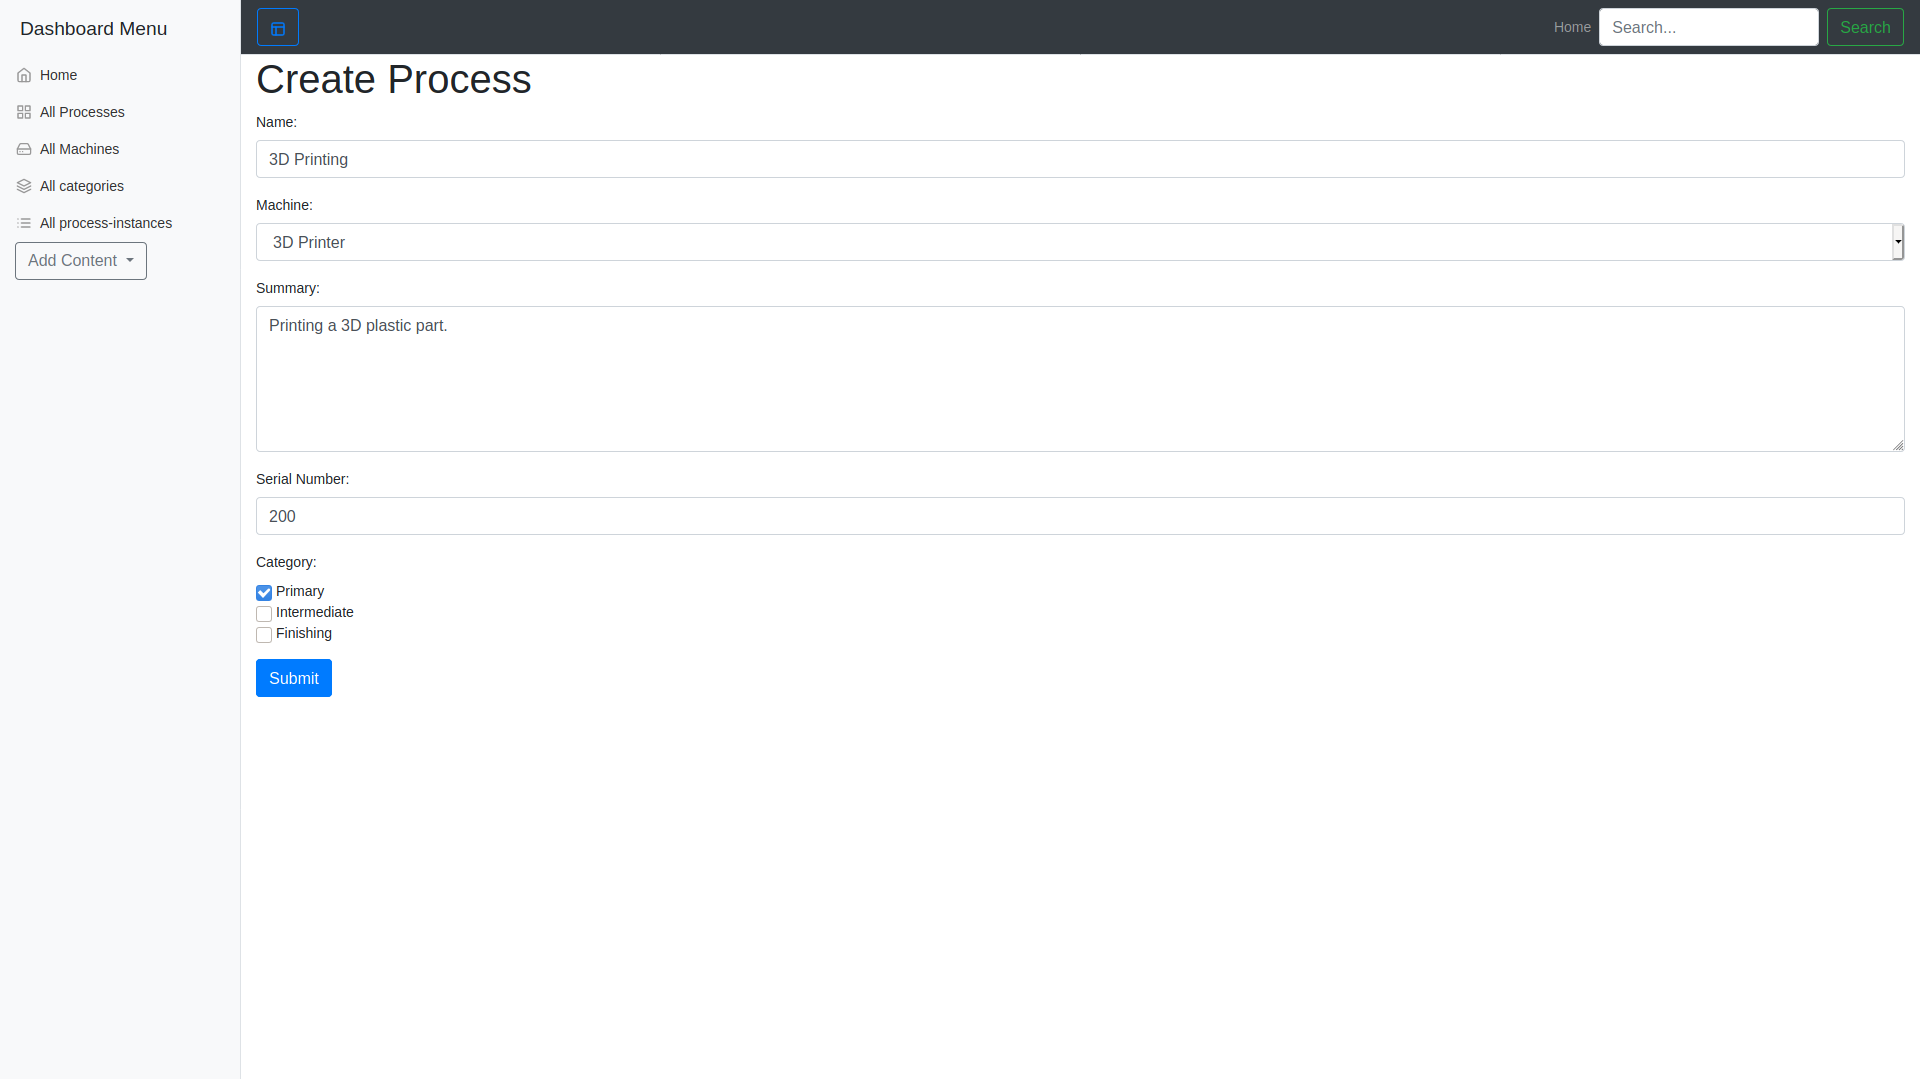 Dashboard Menu
Home
All Processes
All Machines
All categories
All process-instances
Add Content
Home
Search...
Search
Create Process
Name:
3D Printing
Machine:
3D Printer
Summary:
Printing a 3D plastic part.
Serial Number:
200
Category:
Primary
Intermediate
Finishing
Submit